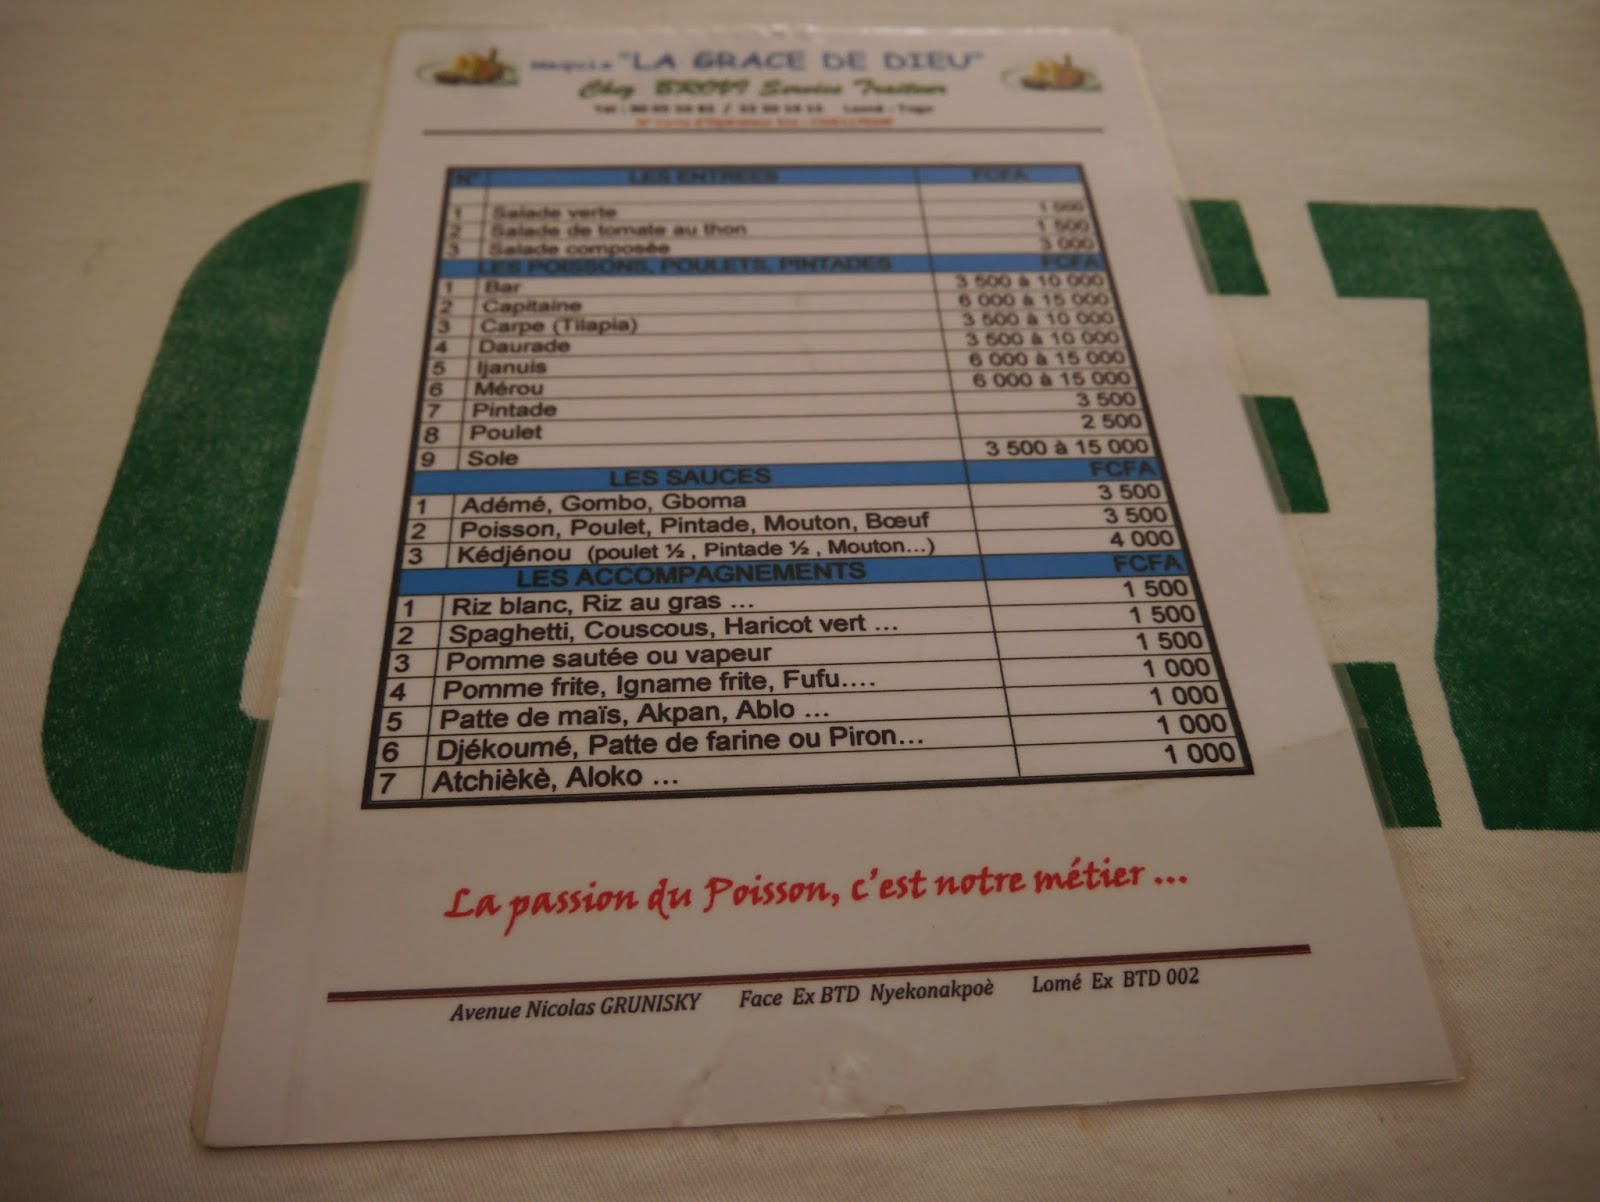 Maquis "LA GRACE DE DIEU"
Chez BROVI Service Traiteur
Lomé - Togo
N° LES ENTREES FCFA
1 Salade verte 1 500
2 Salade de tomate au thon 1 500
3 Salade composée 3 000
LES POISSONS, POULETS, PINTADES FCFA
1 Bar 3 500 à 10 000
2 Capitaine 6 000 à 15 000
3 Carpe (Tilapia) 3 500 à 10 000
4 Daurade 3 500 à 10 000
5 Ijanuis 6 000 à 15 000
6 Mérou 6 000 à 15 000
7 Pintade 3 500
8 Poulet 2 500
9 Sole 3 500 à 15 000
LES SAUCES FCFA
1 Adémé, Gombo, Gboma 3 500
2 Poisson, Poulet, Pintade, Mouton, Bœuf 3 500
3 Kédjénou (poulet ½ , Pintade ½ , Mouton...) 4 000
LES ACCOMPAGNEMENTS FCFA
1 Riz blanc, Riz au gras ... 1 500
2 Spaghetti, Couscous, Haricot vert ... 1 500
3 Pomme sautée ou vapeur 1 500
4 Pomme frite, Igname frite, Fufu.... 1 000
5 Patte de maïs, Akpan, Ablo ... 1 000
6 Djékoumé, Patte de farine ou Piron... 1 000
7 Atchièkè, Aloko ... 1 000
La passion du Poisson, c'est notre métier ...
Avenue Nicolas GRUNISKY Face Ex BTD Nyekonakpoè Lomé Ex BTD 002